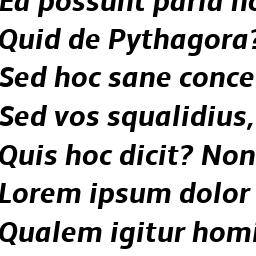 Ea possunt paria no
Quid de Pythagora?
Sed hoc sane conce
Sed vos squalidius,
Quis hoc dicit? Non
Lorem ipsum dolor
Qualem igitur homi